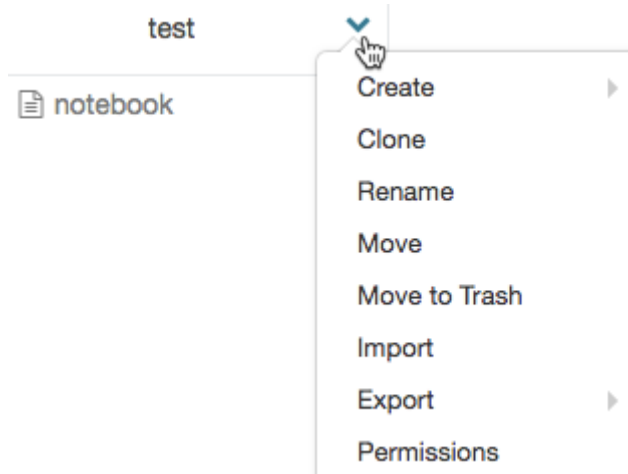 test
notebook
Create
Clone
Rename
Move
Move to Trash
Import
Export
Permissions